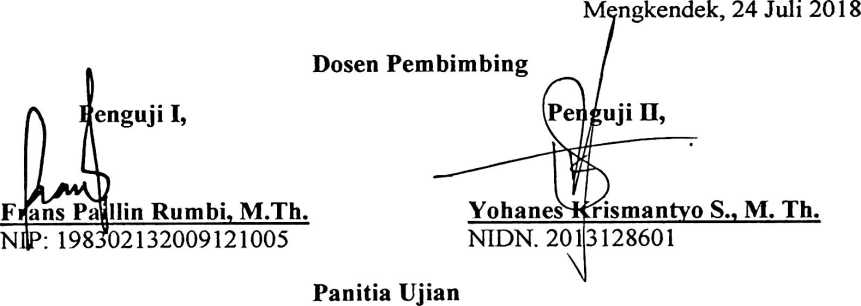 Mengkendek, 24 Juli 2018
Dosen Pembimbing
Penguji I, Penguji II,
Frans Paillin Rumbi, M.Th. Yohanes Krismantyo S., M. Th.
NIP: 198302132009121005 NIDN. 2013128601
Panitia Ujian